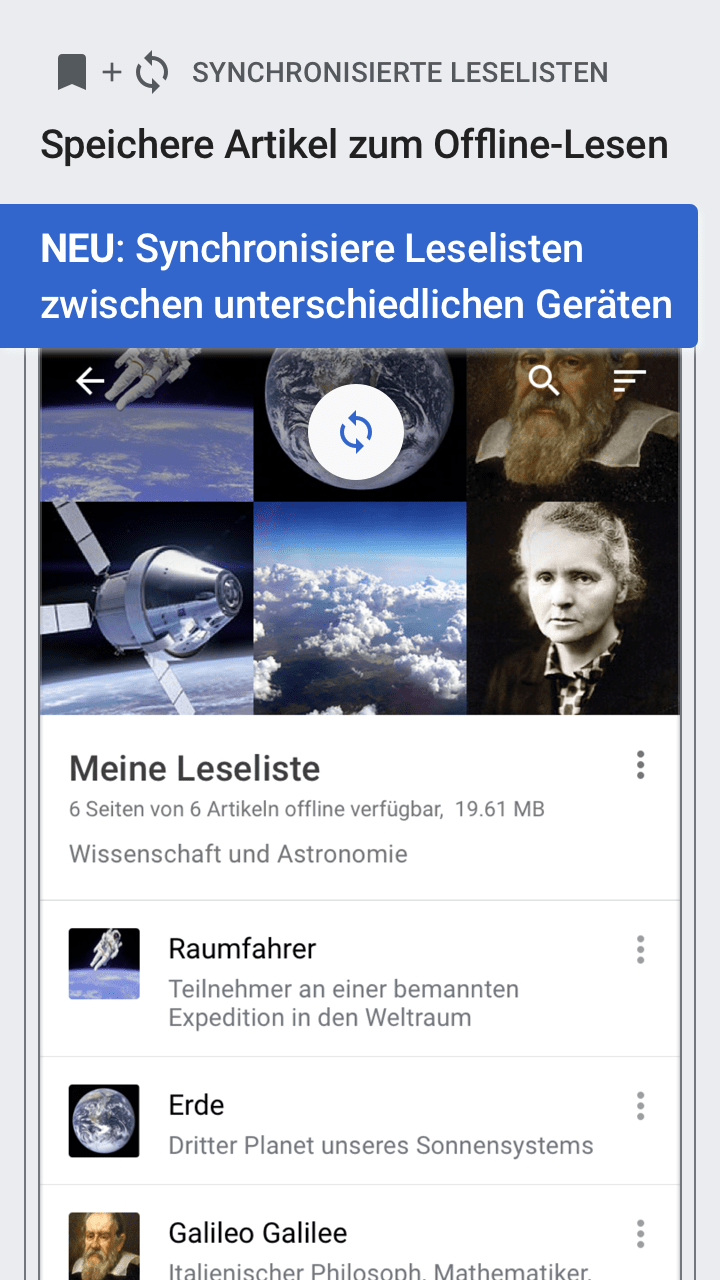 + SYNCHRONISIERTE LESELISTEN
Speichere Artikel zum Offline-Lesen
NEU: Synchronisiere Leselisten
zwischen unterschiedlichen Geräten
Meine Leseliste
6 Seiten von 6 Artikeln offline verfügbar, 19.61 MB
Wissenschaft und Astronomie
Raumfahrer
Teilnehmer an einer bemannten
Expedition in den Weltraum
Erde
Dritter Planet unseres Sonnensystems
Galileo Galilee
Italienischer Philosoph, Mathematiker,